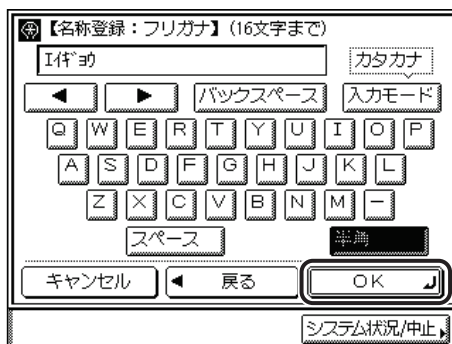 【名称登録：フリガナ】(16文字まで)
ｴｲｷﾞｮｳ
カタカナ
◀ ▶ バックスペース 入力モード
Q W E R T Y U I O P
A S D F G H J K L
Z X C V B N M －
スペース 半角
キャンセル ◀ 戻る OK
システム状況/中止